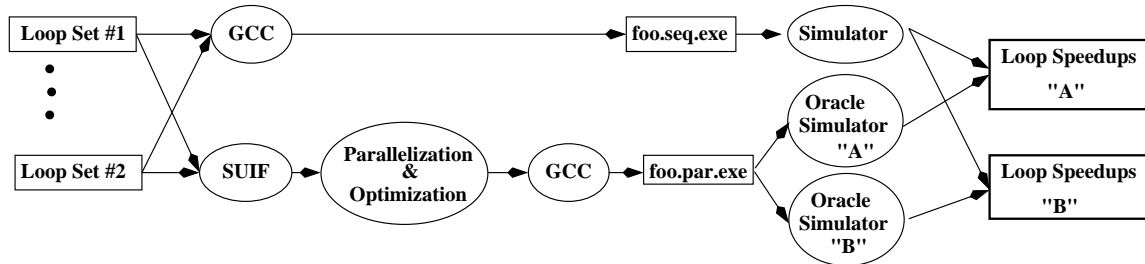 Loop Set #1
GCC
foo.seq.exe
Simulator
Loop Speedups
"A"
Loop Set #2
SUIF
Parallelization
&
Optimization
GCC
foo.par.exe
Oracle
Simulator
"A"
Oracle
Simulator
"B"
Loop Speedups
"B"